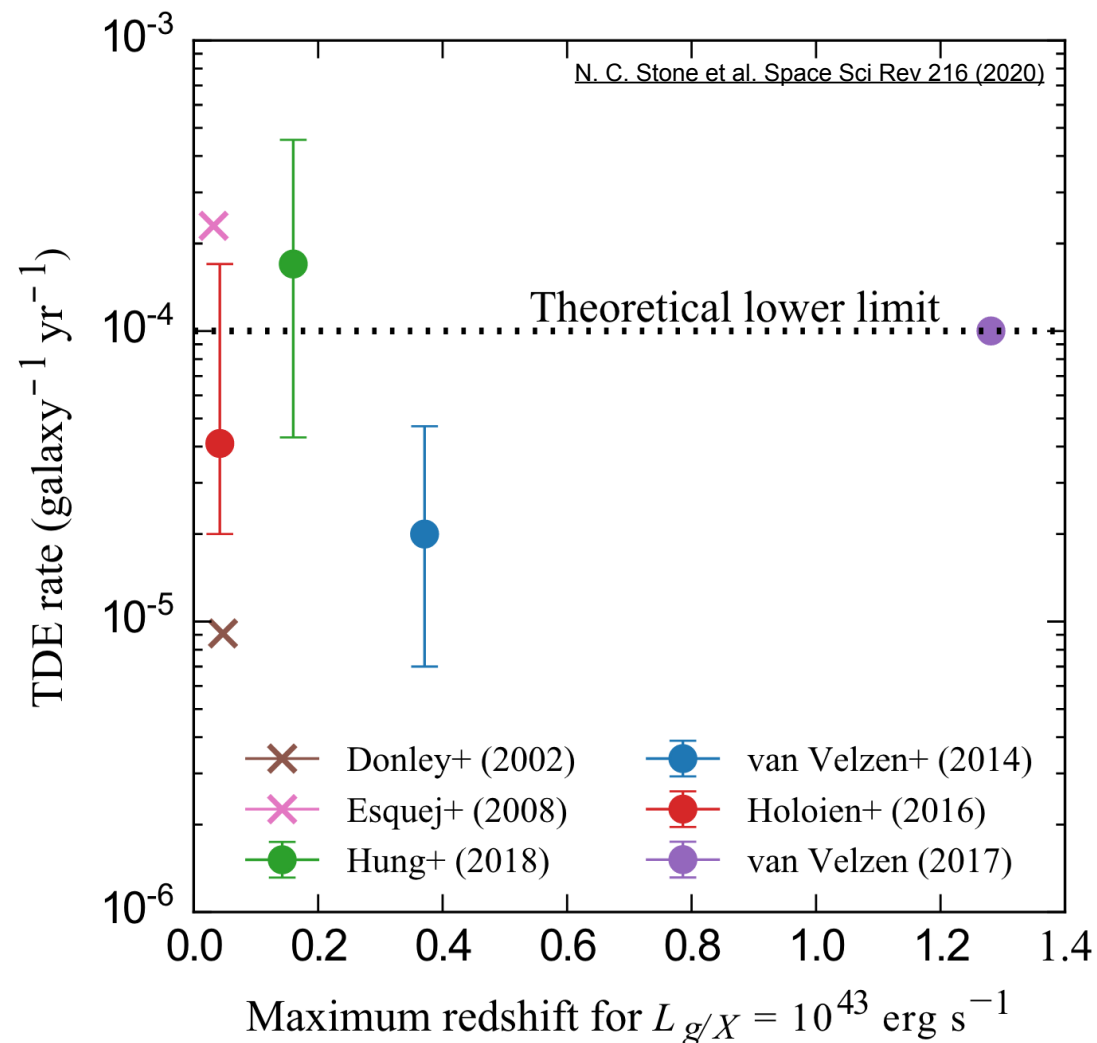 10⁻³
N. C. Stone et al. Space Sci Rev 216 (2020)
Theoretical lower limit
10⁻⁴
TDE rate (galaxy⁻¹ yr⁻¹)
10⁻⁵
Donley+ (2002)
Esquej+ (2008)
Hung+ (2018)
van Velzen+ (2014)
Holoien+ (2016)
van Velzen (2017)
10⁻⁶
0.0 0.2 0.4 0.6 0.8 1.0 1.2 1.4
Maximum redshift for L g/X = 10⁴³ erg s⁻¹